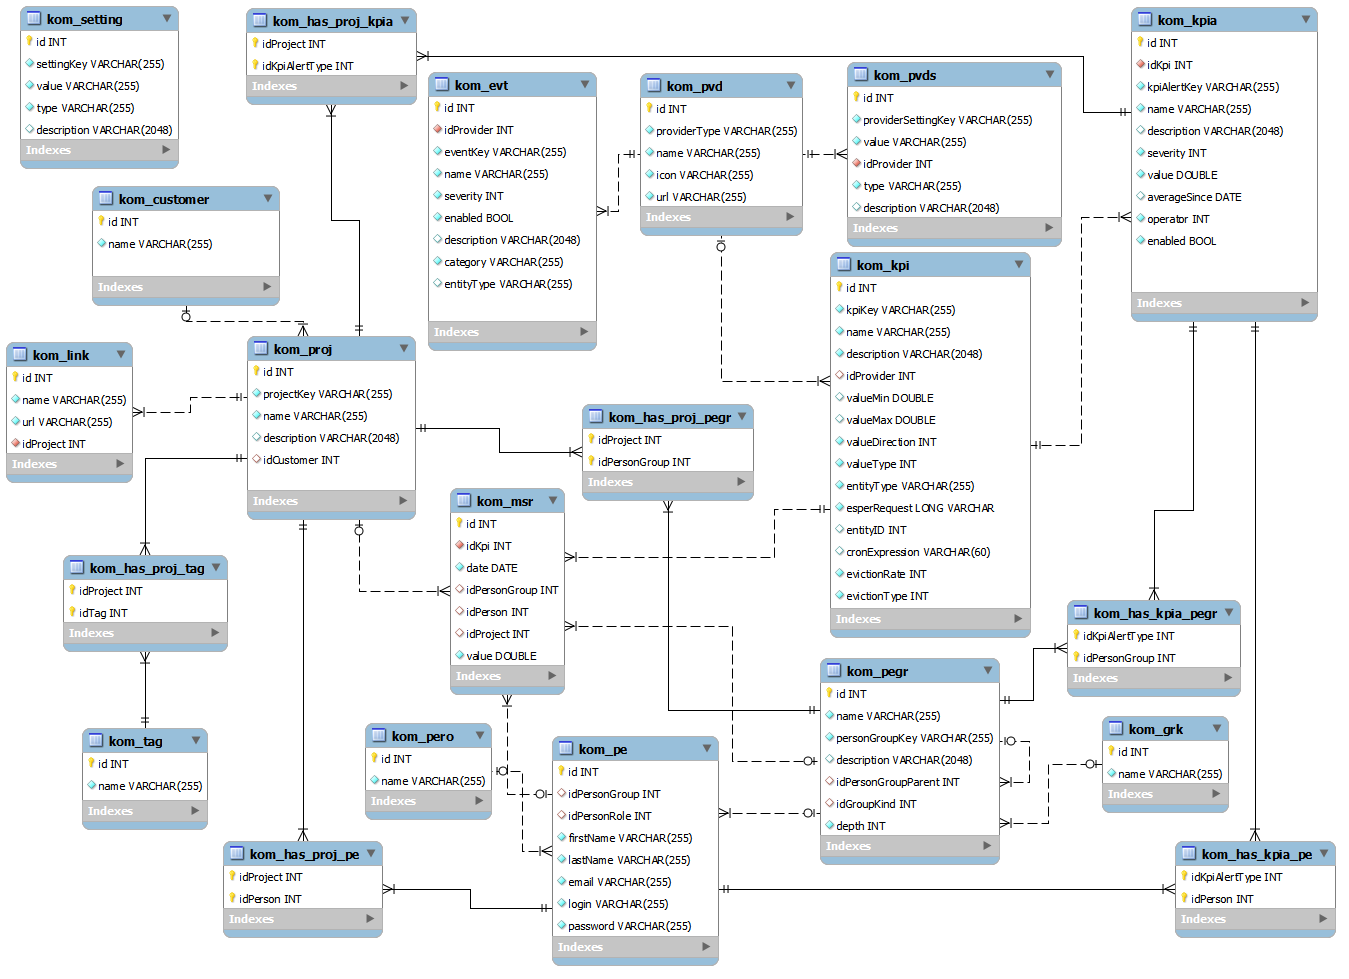 kom_setting
id INT
settingKey VARCHAR(255)
value VARCHAR(255)
type VARCHAR(255)
description VARCHAR(2048)
Indexes
kom_has_proj_kpia
idProject INT
idKpiAlertType INT
Indexes
kom_evt
id INT
idProvider INT
eventKey VARCHAR(255)
name VARCHAR(255)
severity INT
enabled BOOL
description VARCHAR(2048)
category VARCHAR(255)
entityType VARCHAR(255)
Indexes
kom_pvd
id INT
providerType VARCHAR(255)
name VARCHAR(255)
icon VARCHAR(255)
url VARCHAR(255)
Indexes
kom_pvds
id INT
providerSettingKey VARCHAR(255)
value VARCHAR(255)
idProvider INT
type VARCHAR(255)
description VARCHAR(2048)
Indexes
kom_kpia
id INT
idKpi INT
kpiAlertKey VARCHAR(255)
name VARCHAR(255)
description VARCHAR(2048)
severity INT
value DOUBLE
averageSince DATE
operator INT
enabled BOOL
Indexes
kom_customer
id INT
name VARCHAR(255)
Indexes
kom_kpi
id INT
kpiKey VARCHAR(255)
name VARCHAR(255)
description VARCHAR(2048)
idProvider INT
valueMin DOUBLE
valueMax DOUBLE
valueDirection INT
valueType INT
entityType VARCHAR(255)
esperRequest LONG VARCHAR
entityID INT
cronExpression VARCHAR(60)
evictionRate INT
evictionType INT
Indexes
kom_link
id INT
name VARCHAR(255)
url VARCHAR(255)
idProject INT
Indexes
kom_proj
id INT
projectKey VARCHAR(255)
name VARCHAR(255)
description VARCHAR(2048)
idCustomer INT
Indexes
kom_has_proj_pegr
idProject INT
idPersonGroup INT
Indexes
kom_msr
id INT
idKpi INT
date DATE
idPersonGroup INT
idPerson INT
idProject INT
value DOUBLE
Indexes
kom_has_proj_tag
idProject INT
idTag INT
Indexes
kom_has_kpia_pegr
idKpiAlertType INT
idPersonGroup INT
Indexes
kom_pegr
id INT
name VARCHAR(255)
personGroupKey VARCHAR(255)
description VARCHAR(2048)
idPersonGroupParent INT
idGroupKind INT
depth INT
Indexes
kom_grk
id INT
name VARCHAR(255)
Indexes
kom_tag
id INT
name VARCHAR(255)
Indexes
kom_pero
id INT
name VARCHAR(255)
Indexes
kom_pe
id INT
idPersonGroup INT
idPersonRole INT
firstName VARCHAR(255)
lastName VARCHAR(255)
email VARCHAR(255)
login VARCHAR(255)
password VARCHAR(255)
Indexes
kom_has_proj_pe
idProject INT
idPerson INT
Indexes
kom_has_kpia_pe
idKpiAlertType INT
idPerson INT
Indexes